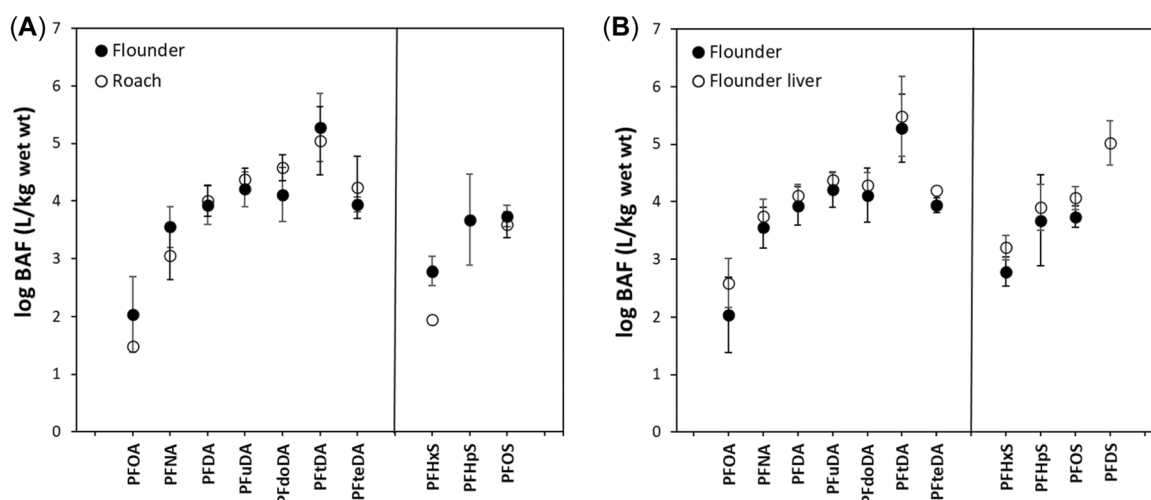 (A)
7
6
5
4
3
2
1
0
log BAF (L/kg wet wt)
Flounder
Roach
PFOA
PFNA
PFDA
PFuDA
PFdoDA
PFtDA
PFteDA
PFHxS
PFHpS
PFOS
(B)
7
6
5
4
3
2
1
0
log BAF (L/kg wet wt)
Flounder
Flounder liver
PFOA
PFNA
PFDA
PFuDA
PFdoDA
PFtDA
PFteDA
PFHxS
PFHpS
PFOS
PFDS